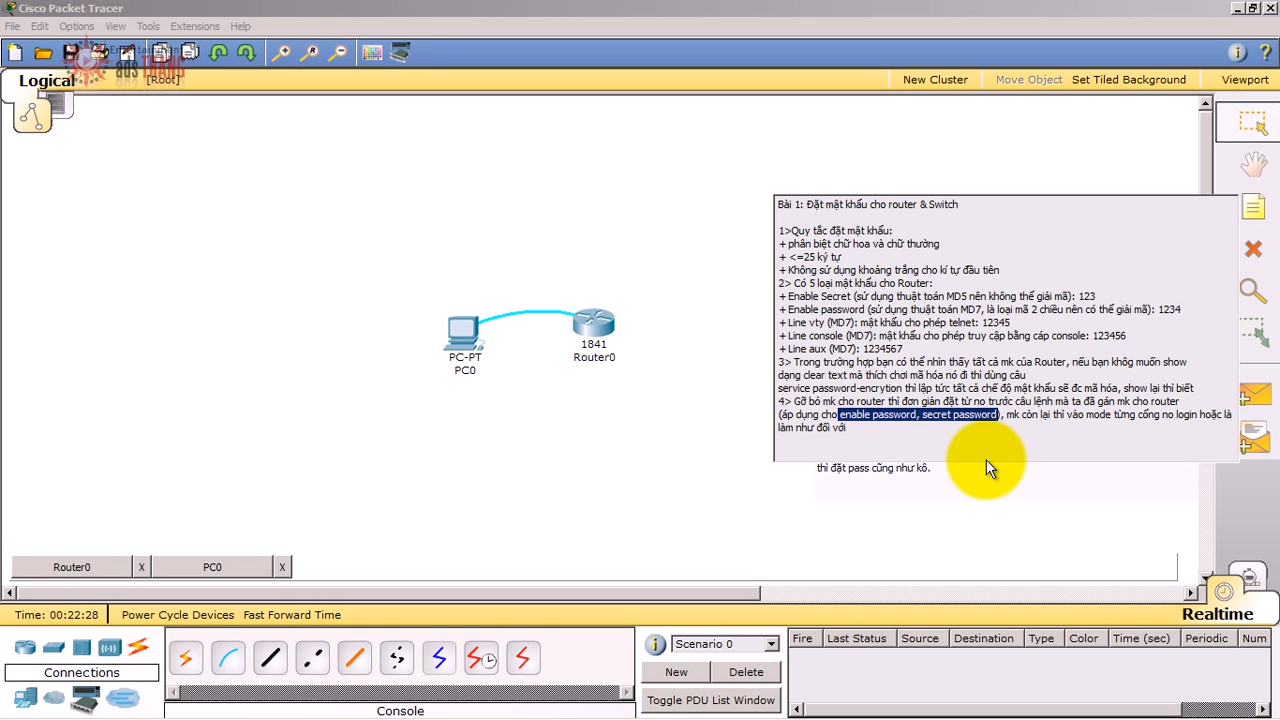 Cisco Packet Tracer
File Edit Options View Tools Extensions Help
Logical
[Root]
New Cluster
Move Object
Set Tiled Background
Viewport
Bài 1: Đặt mật khẩu cho router & Switch
1>Quy tắc đặt mật khẩu:
+ phân biệt chữ hoa và chữ thường
+ <=25 ký tự
+ Không sử dụng khoảng trắng cho kí tự đầu tiên
2> Có 5 loại mật khẩu cho Router:
+ Enable Secret (sử dụng thuật toán MD5 nên không thể giải mã): 123
+ Enable password (sử dụng thuật toán MD7, là loại mã 2 chiều nên có thể giải mã): 1234
+ Line vty (MD7): mật khẩu cho phép telnet: 12345
+ Line console (MD7): mật khẩu cho phép truy cập bằng cáp console: 123456
+ Line aux (MD7): 1234567
3> Trong trường hợp bạn có thể nhìn thấy tất cả mk của Router, nếu bạn khôg muốn show
dạng clear text mà thích chơi mã hóa nó đi thì dùng câu
service password-encrytion thì lập tức tất cả chế độ mật khẩu sẽ đc mã hóa, show lại thì biết
4> Gỡ bỏ mk cho router thì đơn giản đặt từ no trước câu lệnh mà ta đã gán mk cho router
(áp dụng cho enable password, secret password), mk còn lại thì vào mode từng cổng no login hoặc là
làm như đối với
thì đặt pass cũng như kô.
PC-PT
PC0
1841
Router0
Router0 X
PC0 X
Time: 00:22:28
Power Cycle Devices Fast Forward Time
Realtime
Connections
Console
Scenario 0
New
Delete
Toggle PDU List Window
Fire Last Status Source Destination Type Color Time (sec) Periodic Num